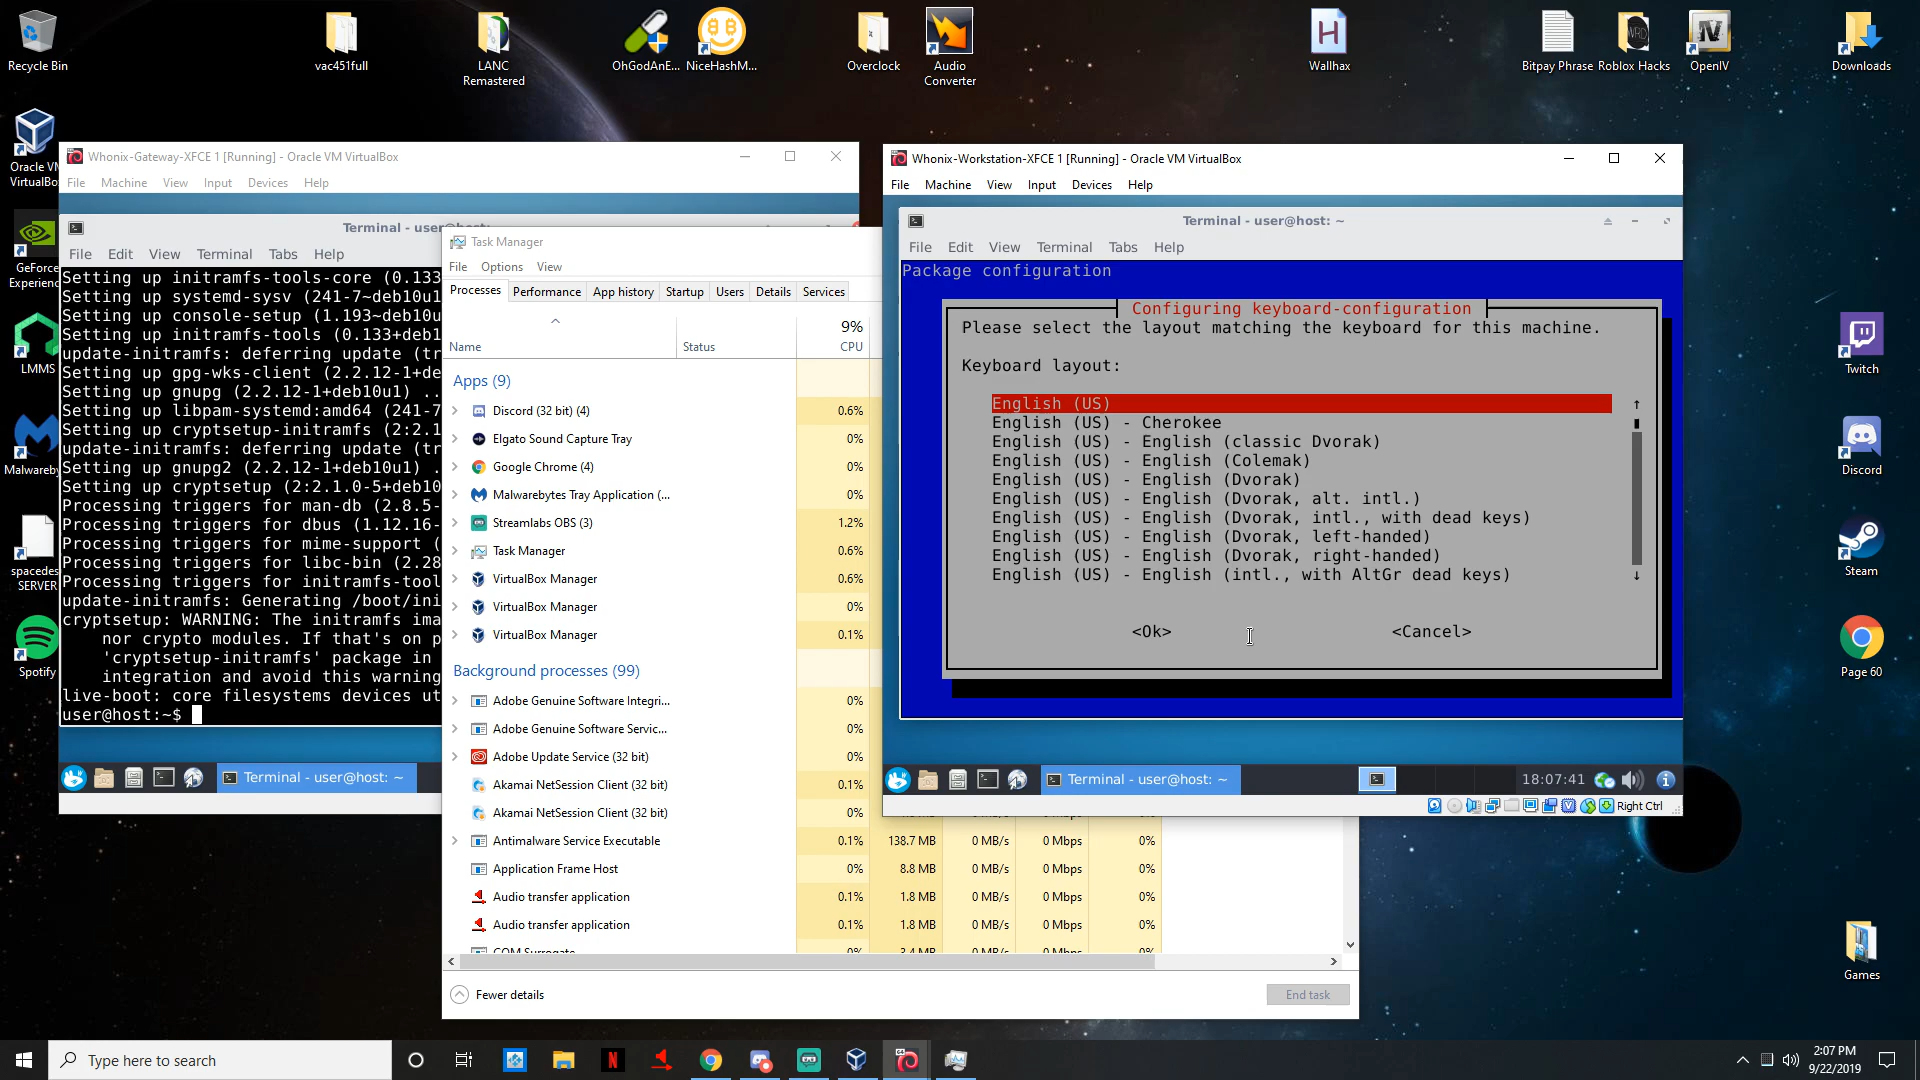 Recycle Bin
vac451full
LANC
Remastered
OhGodAnE...
NiceHashM...
Overclock
Audio
Converter
Wallhax
Bitpay Phrase
Roblox Hacks
OpenIV
Downloads
Oracle VM
VirtualBo
GeForce
Experienc
LMMS
Malwareby
spacedes
SERVER
Spotify
Twitch
Discord
Steam
Page 60
Games
Whonix-Gateway-XFCE 1 [Running] - Oracle VM VirtualBox
File Machine View Input Devices Help
Terminal - user@host:
File Edit View Terminal Tabs Help
Setting up initramfs-tools-core (0.133
Setting up systemd-sysv (241-7~deb10u1
Setting up console-setup (1.193~deb10u
Setting up initramfs-tools (0.133+deb1
update-initramfs: deferring update (tr
Setting up gpg-wks-client (2.2.12-1+de
Setting up gnupg (2.2.12-1+deb10u1) ..
Setting up libpam-systemd:amd64 (241-7
Setting up cryptsetup-initramfs (2:2.1
update-initramfs: deferring update (tr
Setting up gnupg2 (2.2.12-1+deb10u1) .
Setting up cryptsetup (2:2.1.0-5+deb10
Processing triggers for man-db (2.8.5-
Processing triggers for dbus (1.12.16-
Processing triggers for mime-support (
Processing triggers for libc-bin (2.28
Processing triggers for initramfs-tool
update-initramfs: Generating /boot/ini
cryptsetup: WARNING: The initramfs ima
nor crypto modules. If that's on p
'cryptsetup-initramfs' package in
integration and avoid this warning
live-boot: core filesystems devices ut
user@host:~$
Terminal - user@host: ~
Task Manager
File Options View
Processes Performance App history Startup Users Details Services
9%
Name Status CPU
Apps (9)
Discord (32 bit) (4) 0.6%
Elgato Sound Capture Tray 0%
Google Chrome (4) 0%
Malwarebytes Tray Application (... 0%
Streamlabs OBS (3) 1.2%
Task Manager 0.6%
VirtualBox Manager 0.6%
VirtualBox Manager 0%
VirtualBox Manager 0.1%
Background processes (99)
Adobe Genuine Software Integri... 0%
Adobe Genuine Software Servic... 0%
Adobe Update Service (32 bit) 0%
Akamai NetSession Client (32 bit) 0.1%
Akamai NetSession Client (32 bit) 0%
Antimalware Service Executable 0.1% 138.7 MB 0 MB/s 0 Mbps 0%
Application Frame Host 0% 8.8 MB 0 MB/s 0 Mbps 0%
Audio transfer application 0.1% 1.8 MB 0 MB/s 0 Mbps 0%
Audio transfer application 0.1% 1.8 MB 0 MB/s 0 Mbps 0%
COM Surrogate 0% 3.4 MB 0 MB/s 0 Mbps 0%
Fewer details
End task
Whonix-Workstation-XFCE 1 [Running] - Oracle VM VirtualBox
File Machine View Input Devices Help
Terminal - user@host: ~
File Edit View Terminal Tabs Help
Package configuration
Configuring keyboard-configuration
Please select the layout matching the keyboard for this machine.
Keyboard layout:
English (US)
English (US) - Cherokee
English (US) - English (classic Dvorak)
English (US) - English (Colemak)
English (US) - English (Dvorak)
English (US) - English (Dvorak, alt. intl.)
English (US) - English (Dvorak, intl., with dead keys)
English (US) - English (Dvorak, left-handed)
English (US) - English (Dvorak, right-handed)
English (US) - English (intl., with AltGr dead keys)
<Ok> <Cancel>
Terminal - user@host: ~
18:07:41
Right Ctrl
Type here to search
2:07 PM
9/22/2019